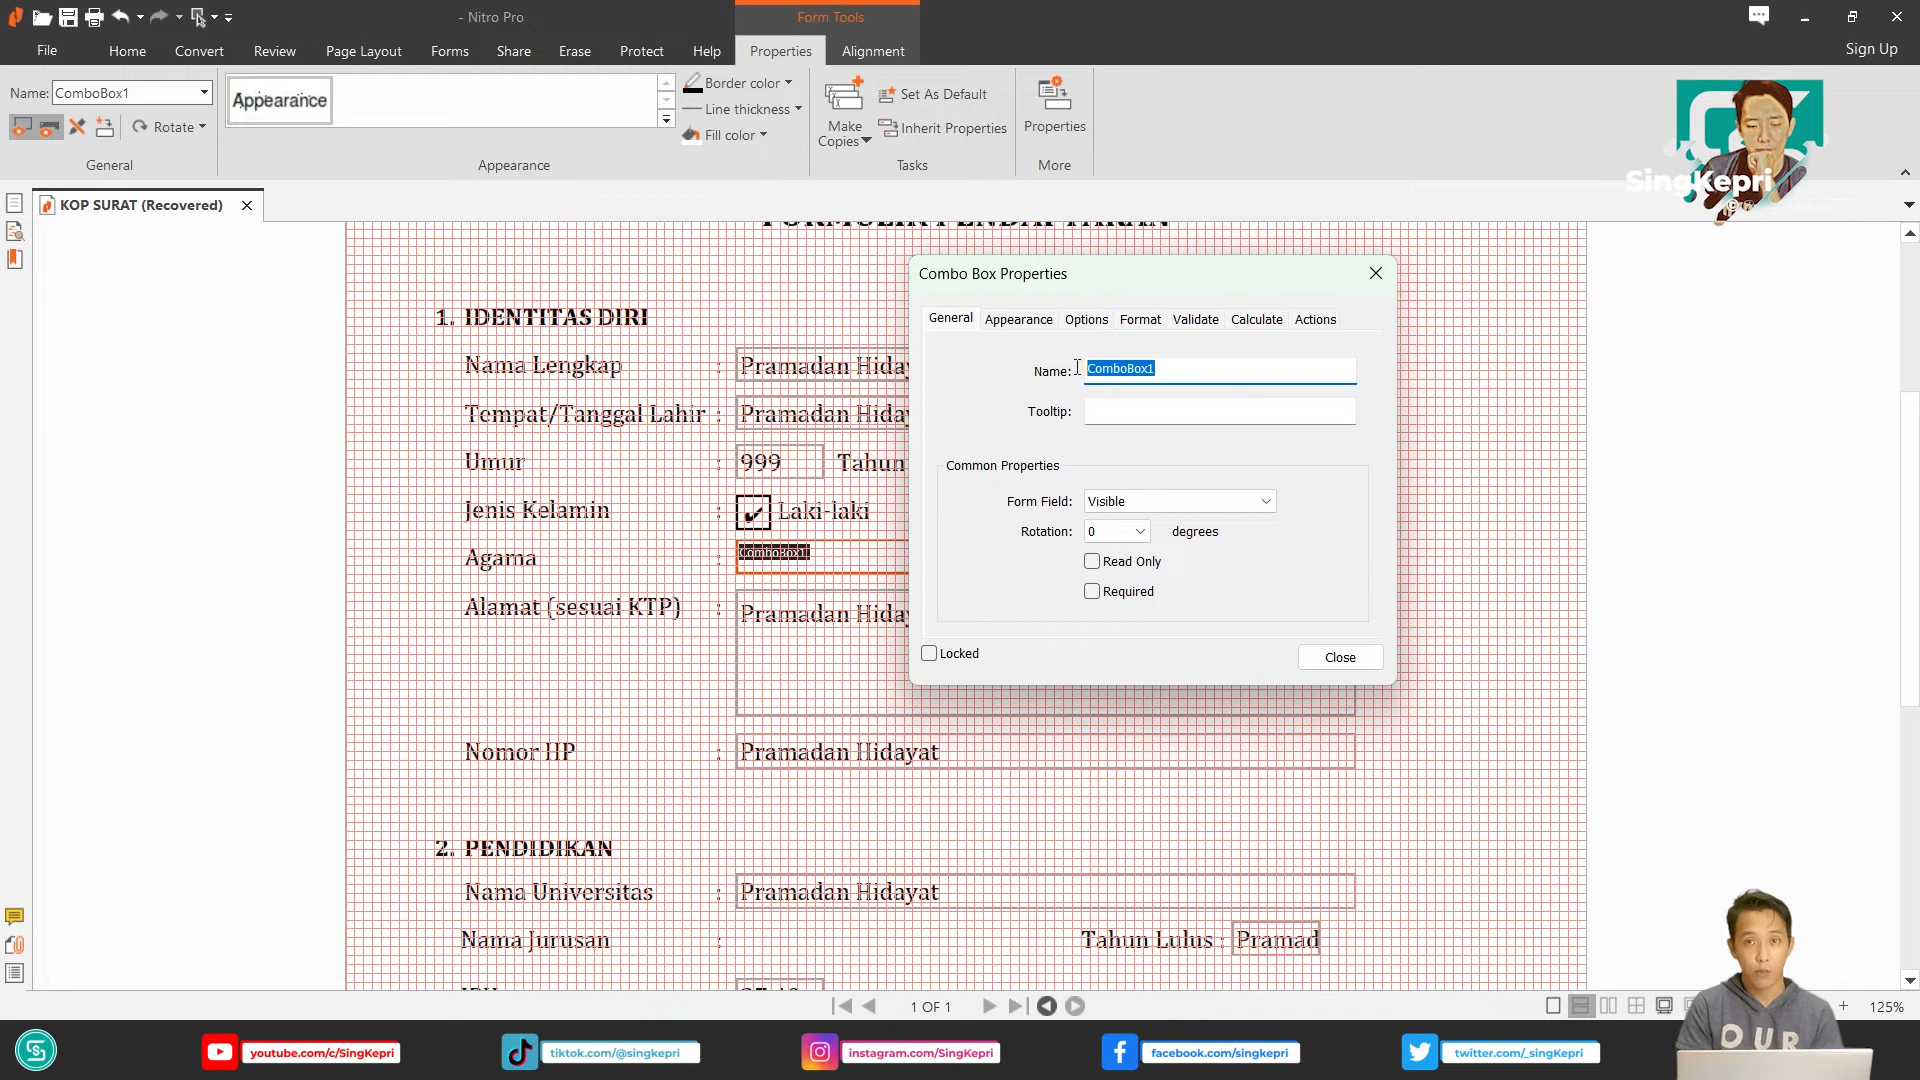 - Nitro Pro
Form Tools
File
Home
Convert
Review
Page Layout
Forms
Share
Erase
Protect
Help
Properties
Alignment
Sign Up
Name: ComboBox1
Rotate
General
Appearance
Appearance
Border color
Line thickness
Fill color
Make
Copies
Set As Default
Inherit Properties
Tasks
Properties
More
SingKepri
KOP SURAT (Recovered)
1. IDENTITAS DIRI
Nama Lengkap : Pramadan Hiday
Tempat/Tanggal Lahir : Pramadan Hiday
Umur : 999 Tahun
Jenis Kelamin : ✔ Laki-laki
Agama : ComboBox1
Alamat (sesuai KTP) : Pramadan Hiday
Nomor HP : Pramadan Hidayat
2. PENDIDIKAN
Nama Universitas : Pramadan Hidayat
Nama Jurusan :
Tahun Lulus : Pramad
Combo Box Properties
General
Appearance
Options
Format
Validate
Calculate
Actions
Name: ComboBox1
Tooltip:
Common Properties
Form Field: Visible
Rotation: 0 degrees
Read Only
Required
Locked
Close
1 OF 1
125%
OUR
youtube.com/c/SingKepri
tiktok.com/@singkepri
instagram.com/SingKepri
facebook.com/singkepri
twitter.com/_singKepri